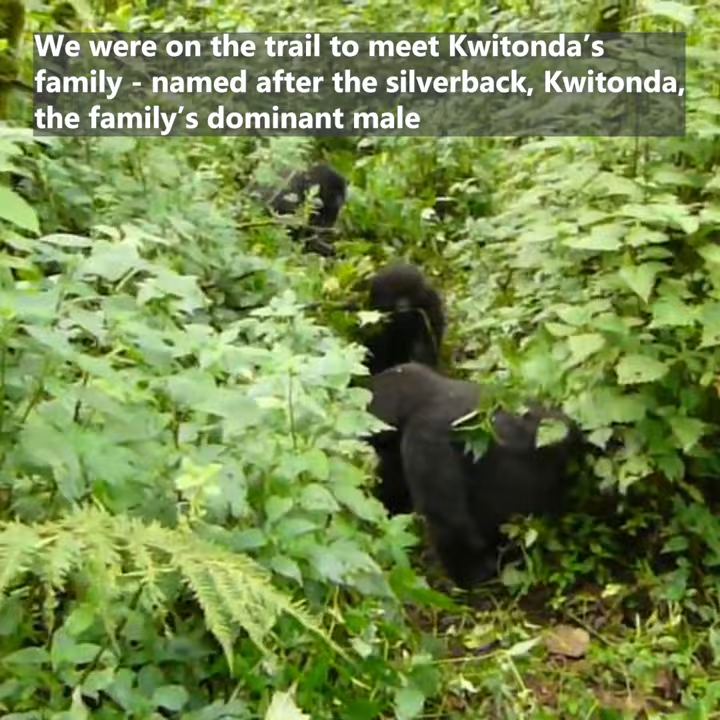 We were on the trail to meet Kwitonda’s
family - named after the silverback, Kwitonda,
the family’s dominant male